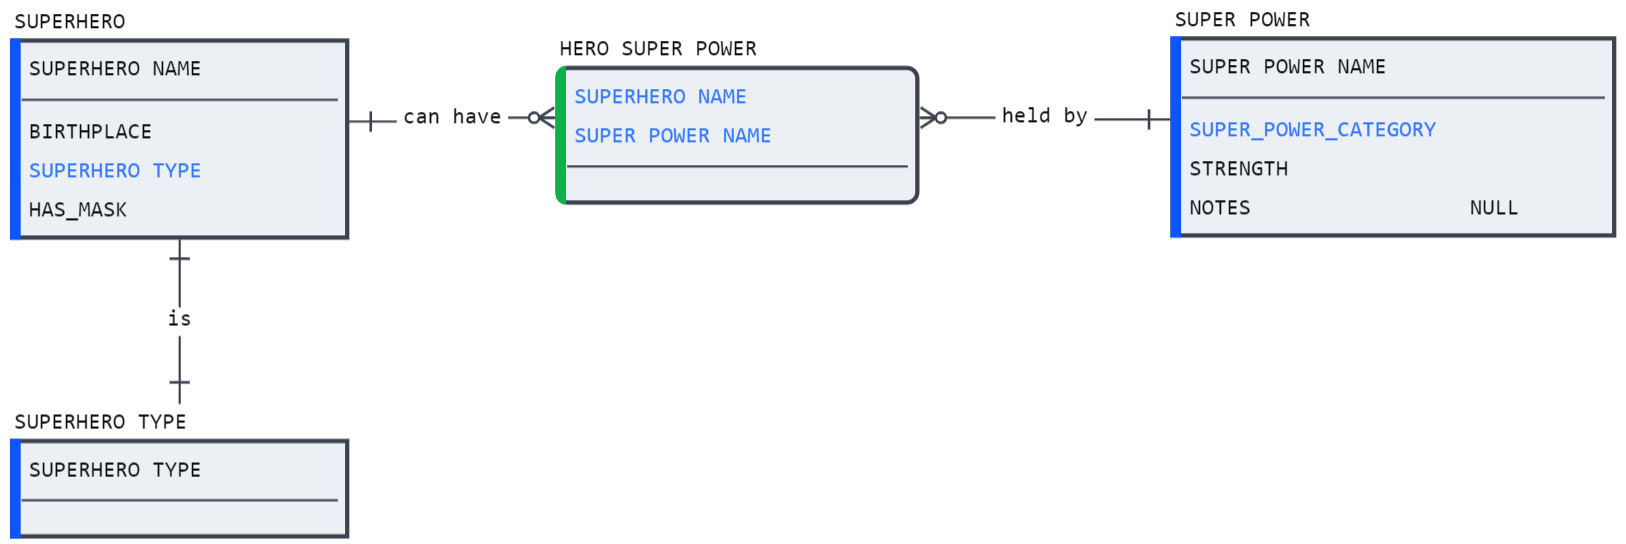 SUPERHERO
SUPERHERO NAME
BIRTHPLACE
SUPERHERO TYPE
HAS_MASK
can have
HERO SUPER POWER
SUPERHERO NAME
SUPER POWER NAME
held by
SUPER POWER
SUPER POWER NAME
SUPER_POWER_CATEGORY
STRENGTH
NOTES NULL
is
SUPERHERO TYPE
SUPERHERO TYPE